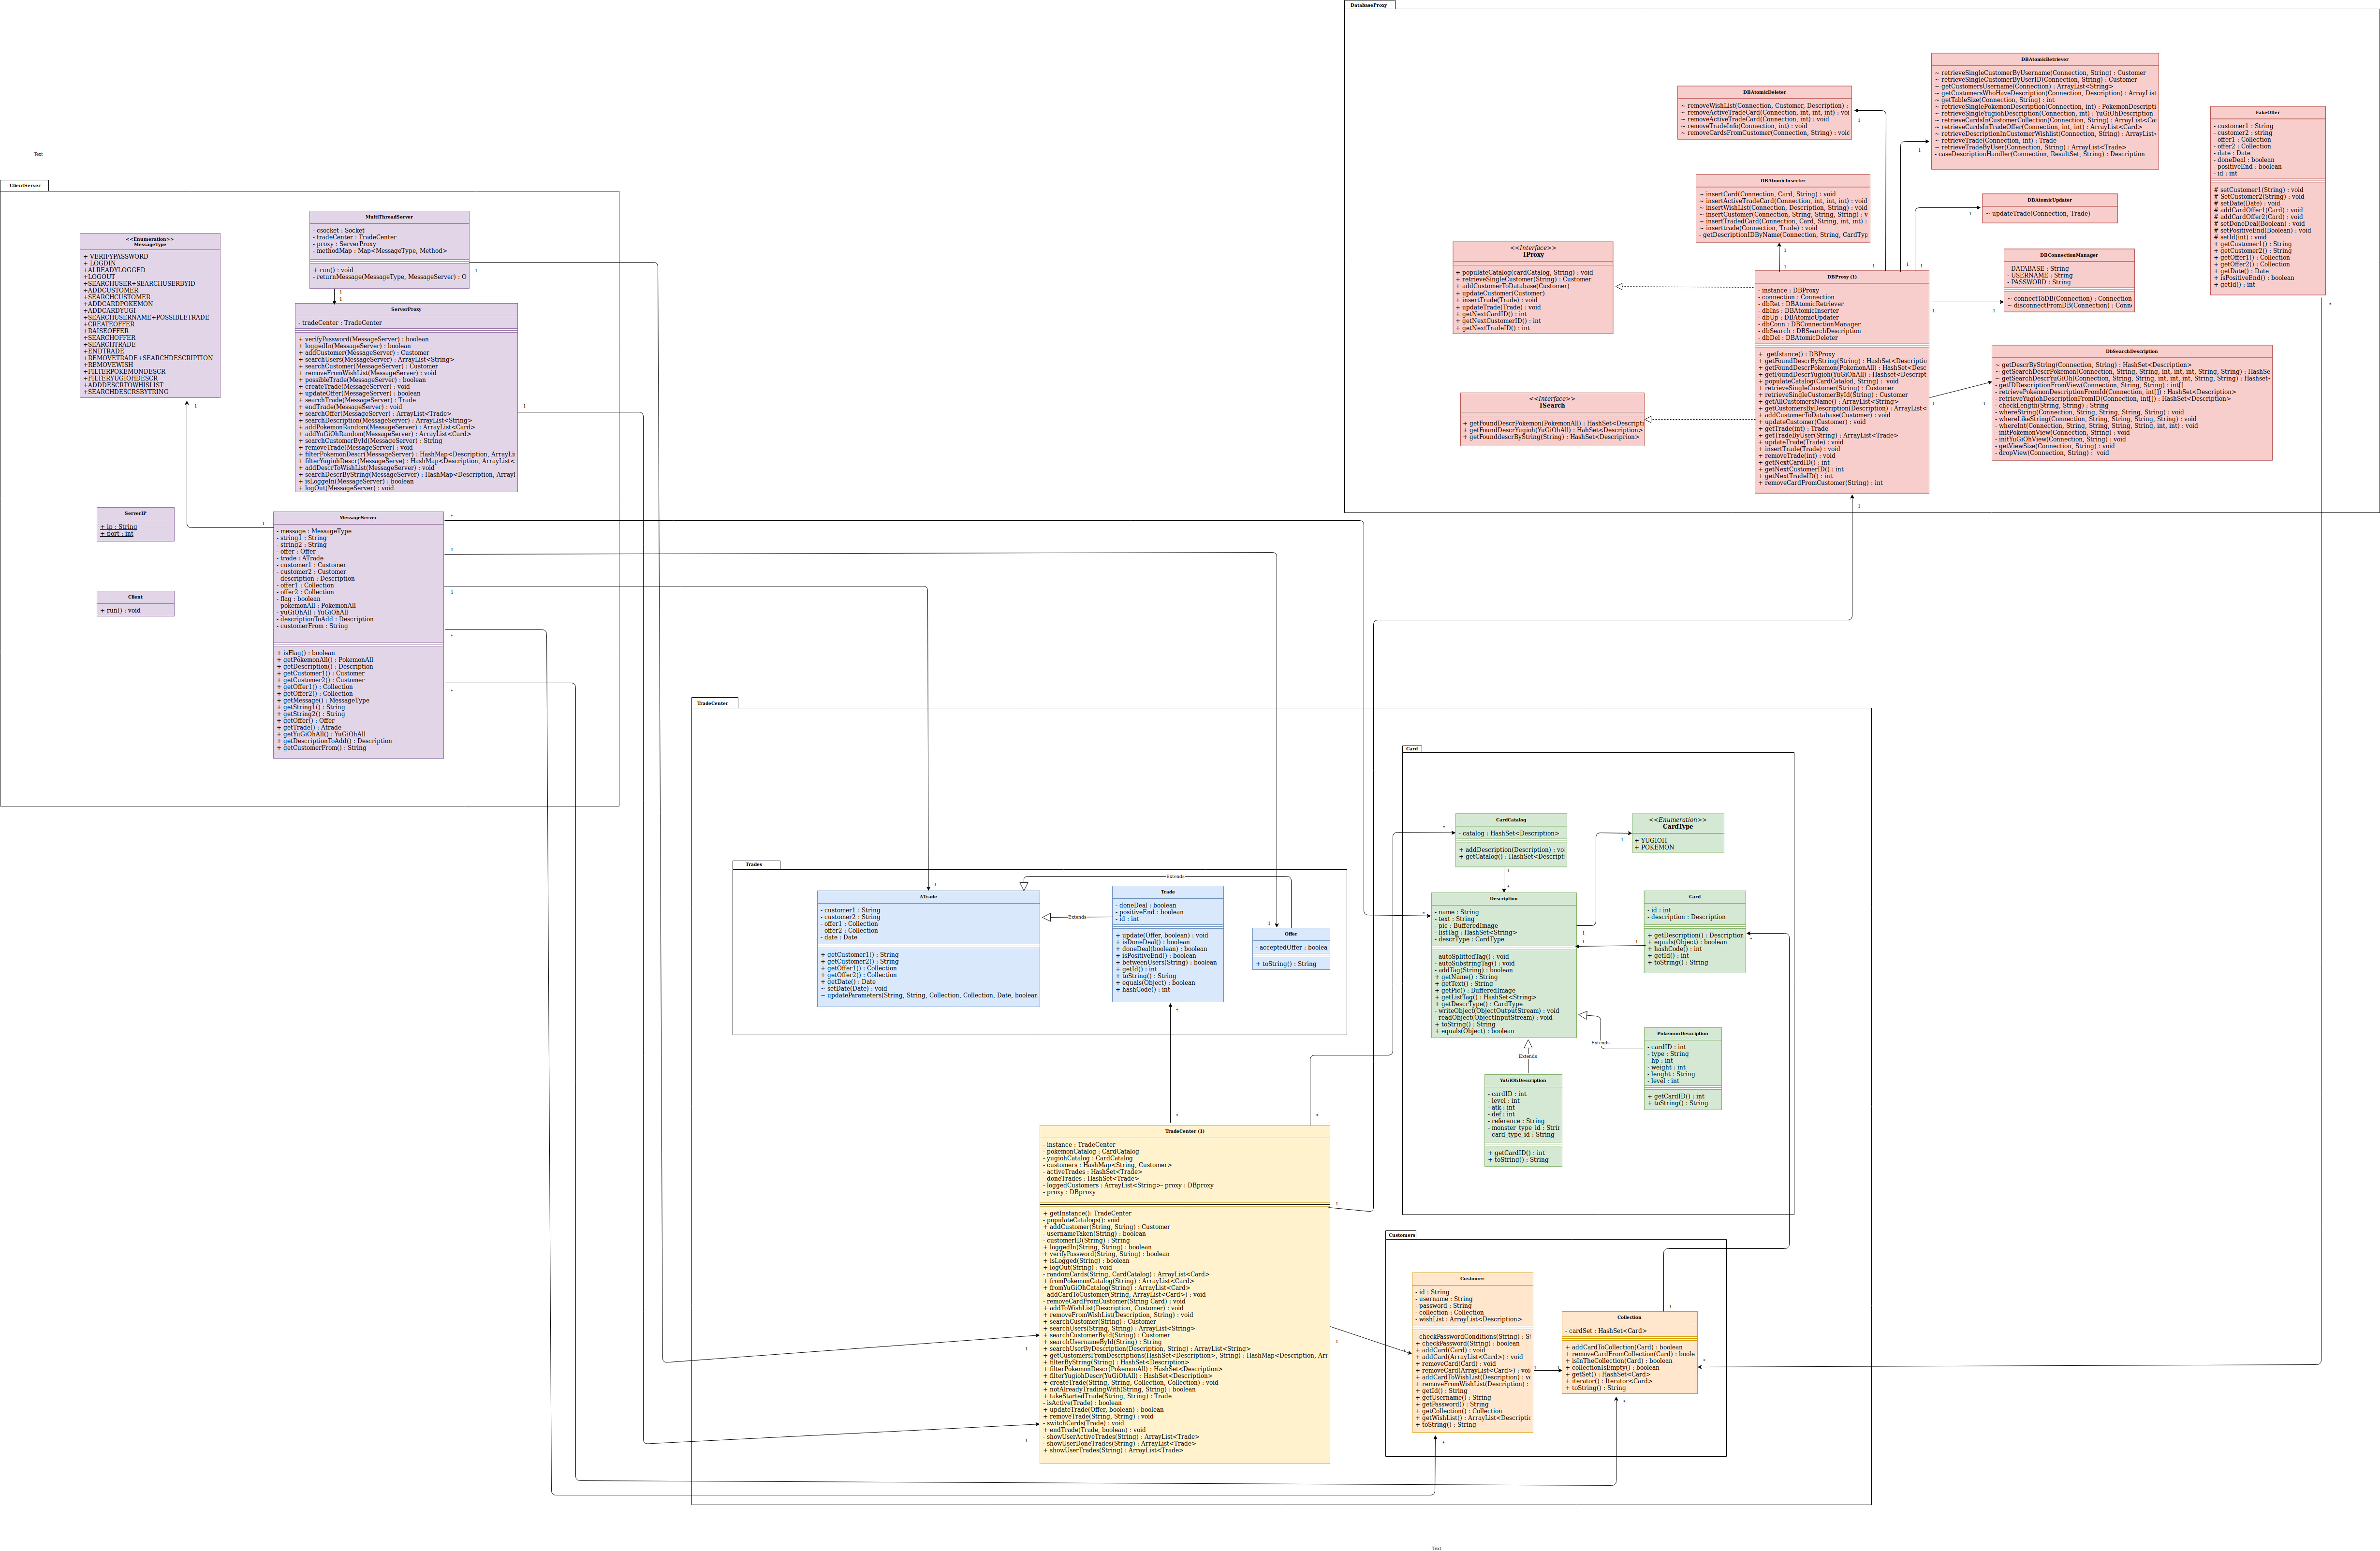 DatabaseProxy
DBAtomicRetriever
~ retrieveSingleCustomerByUsername(Connection, String) : Customer
~ retrieveSingleCustomerByUserID(Connection, String) : Customer
~ getCustomersUsername(Connection) : ArrayList<String>
~ getCustomersWhoHaveDescription(Connection, Description) : ArrayList
~ getTableSize(Connection, String) : int
~ retrieveSinglePokemonDescription(Connection, int) : PokemonDescripti
~ retrieveSingleYugiohDescription(Connection, int) : YuGiOhDescription
~ retrieveCardsInCustomerCollection(Connection, String) : ArrayList<Ca
~ retrieveCardsInTradeOffer(Connection, int, int) : ArrayList<Card>
~ retrieveDescriptionInCustomerWishlist(Connection, String) : ArrayList<
~ retrieveTrade(Connection, int) : Trade
~ retrieveTradeByUser(Connection, String) : ArrayList<Trade>
- caseDescriptionHandler(Connection, ResultSet, String) : Description
DBAtomicDeleter
~ removeWishList(Connection, Customer, Description) :
~ removeActiveTradeCard(Connection, int, int, int) : voi
~ removeActiveTradeCard(Connection, int) : void
~ removeTradeInfo(Connection, int) : void
~ removeCardsFromCustomer(Connection, String) : voic
FakeOffer
- customer1 : String
- customer2 : string
- offer1 : Collection
- offer2 : Collection
- date : Date
- doneDeal : boolean
- positiveEnd : boolean
- id : int
# setCustomer1(String) : void
# SetCustomer2(String) : void
# setDate(Date) : void
# addCardOffer1(Card) : void
# addCardOffer2(Card) : void
# setDoneDeal(Boolean) : void
# setPositiveEnd(Boolean) : void
# setId(int) : void
+ getCustomer1() : String
+ getCustomer2() : String
+ getOffer1() : Collection
+ getOffer2() : Collection
+ getDate() : Date
+ isPositiveEnd() : boolean
+ getId() : int
DBAtomicInserter
~ insertCard(Connection, Card, String) : void
~ insertActiveTradeCard(Connection, int, int, int) : void
~ insertWishList(Connection, Description, String) : void
~ insertCustomer(Connection, String, String, String) : v
~ insertTradedCard(Connection, Card, String, int, int) :
~ inserttrade(Connection, Trade) : void
- getDescriptionIDByName(Connection, String, CardTyp
DBAtomicUpdater
~ updateTrade(Connection, Trade)
DBConnectionManager
- DATABASE : String
- USERNAME : String
- PASSWORD : String
~ connectToDB(Connection) : Connection
~ disconnectFromDB(Connection) : Conn
<<Interface>>
IProxy
+ populateCatalog(cardCatalog, String) : void
+ retrieveSingleCustomer(String) : Customer
+ addCustomerToDatabase(Customer)
+ updateCustomer(Customer)
+ insertTrade(Trade) : void
+ updateTrade(Trade) : void
+ getNextCardID() : int
+ getNextCustomerID() : int
+ getNextTradeID() : int
DBProxy (1)
- instance : DBProxy
- connection : Connection
- dbRet : DBAtomicRetriever
- dbIns : DBAtomicInserter
- dbUp : DBAtomicUpdater
- dbConn : DBConnectionManager
- dbSearch : DBSearchDescription
- dbDel : DBAtomicDeleter
+  getIstance() : DBProxy
+ getFoundDescrByString(String) : HashSet<Descriptio
+ getFoundDescrPokemon(PokemonAll) : HashSet<Desc
+ getFoundDescrYugioh(YuGiOhAll) : Hashset<Descript
+ populateCatalog(CardCatalod, String) :  void
+ retrieveSingleCustomer(String) : Customer
+ retrieveSingleCustomerById(String) : Customer
+ getAllCustomersName() : ArrayList<String>
+ getCustomersByDescription(Description) : ArrayList<
+ addCustomerToDatabase(Customer) : void
+ updateCustomer(Customer) : void
+ getTrade(int) : Trade
+ getTradeByUser(String) : ArrayList<Trade>
+ updateTrade(Trade) : void
+ insertTrade(Trade) : void
+ removeTrade(int) : void
+ getNextCardID() : int
+ getNextCustomerID() : int
+ getNextTradeID() : int
+ removeCardFromCustomer(String) : int
DbSearchDescription
~ getDescrByString(Connection, String) : HashSet<Description>
~ getSearchDescrPokemon(Connection, String, String, int, int, int, String, String) : HashSe
~ getSearchDescrYuGiOh(Connection, String, String, int, int, int, String, String) : Hashset<
- getIDDescriptionFromView(Connection, String, String) : int[]
- retrievePokemonDescriptionFromId(Connection, int[]) : HashSet<Description>
- retrieveYugiohDescriptionFromID(Connection, int[]) : HashSet<Description>
- checkLength(String, String) : String
- whereString(Connection, String, String, String, String) : void
- whereLikeString(Connection, String, String, String, String) : void
- whereInt(Connection, String, String, String, String, int, int) : void
- initPokemonView(Connection, String) : void
- initYuGiOhView(Connection, String) : void
- getViewSize(Connection, String) : void
- dropView(Connection, String) :  void
<<Interface>>
ISearch
+ getFoundDescrPokemon(PokemonAll) : HashSet<Descripti
+ getFoundDescrYugioh(YuGiOhAll) : HahSet<Description>
+ getFounddescrByString(String) : HashSet<Descriprion>
Text
ClientServer
<<Enumeration>>
MessageType
+ VERIFYPASSWORD
+ LOGDIN
+ALREADYLOGGED
+LOGOUT
+SEARCHUSER+SEARCHUSERBYID
+ADDCUSTOMER
+SEARCHCUSTOMER
+ADDCARDPOKEMON
+ADDCARDYUGI
+SEARCHUSERNAME+POSSIBLETRADE
+CREATEOFFER
+RAISEOFFER
+SEARCHOFFER
+SEARCHTRADE
+ENDTRADE
+REMOVETRADE+SEARCHDESCRIPTION
+REMOVEWISH
+FILTERPOKEMONDESCR
+FILTERYUGIOHDESCR
+ADDDESCRTOWHISLIST
+SEARCHDESCRSBYTRING
MultiThreadServer
- csocket : Socket
- tradeCenter : TradeCenter
- proxy : ServerProxy
- methodMap : Map<MessageType, Method>
+ run() : void
- returnMessage(MessageType, MessageServer) : O
ServerProxy
- tradeCenter : TradeCenter
+ verifyPassword(MessageServer) : boolean
+ loggedIn(MessageServer) : boolean
+ addCustomer(MessageServer) : Customer
+ searchUsers(MessageServer) : ArrayList<String>
+ searchCustomer(MessageServer) : Customer
+ removeFromWishList(MessageServer) : void
+ possibleTrade(MessageServer) : boolean
+ createTrade(MessageServer) : void
+ updateOffer(MessageServer) : boolean
+ searchTrade(MessageServer) : Trade
+ endTrade(MessageServer) : void
+ searchOffer(MessageServer) : ArrayList<Trade>
+ searchDescription(MessageServer) : ArrayList<String>
+ addPokemonRandom(MessageServer) : ArrayList<Card>
+ addYuGiOhRandom(MessageServer) : ArrayList<Card>
+ searchCustomerById(MessageServer) : String
+ removeTrade(MessageServer) : void
+ filterPokemonDescr(MessageServer) : HashMap<Description, ArrayLi
+ filterYugiohDescr(MessageServe) : HashMap<Description, ArrayList<
+ addDescrToWishList(MessageServer) : void
+ searchDescrByString(MessageServer) : HashMap<Description, Array
+ isLoggeIn(MessageServer) : boolean
+ logOut(MessageServer) : void
ServerIP
+ ip : String
+ port : int
Client
+ run() : void
MessageServer
- message : MessageType
- string1 : String
- string2 : String
- offer : Offer
- trade : ATrade
- customer1 : Customer
- customer2 : Customer
- description : Description
- offer1 : Collection
- offer2 : Collection
- flag : boolean
- pokemonAll : PokemonAll
- yuGiOhAll : YuGiOhAll
- descriptionToAdd : Description
- customerFrom : String
+ isFlag() : boolean
+ getPokemonAll() : PokemonAll
+ getDescription() : Description
+ getCustomer1() : Customer
+ getCustomer2() : Customer
+ getOffer1() : Collection
+ getOffer2() : Collection
+ getMessage() : MessageType
+ getString1() : String
+ getString2() : String
+ getOffer() : Offer
+ getTrade() : Atrade
+ getYuGiOhAll() : YuGiOhAll
+ getDescriptionToAdd() : Description
+ getCustomerFrom() : String
TradeCenter
Trades
ATrade
- customer1 : String
- customer2 : String
- offer1 : Collection
- offer2 : Collection
- date : Date
+ getCustomer1() : String
+ getCustomer2() : String
+ getOffer1() : Collection
+ getOffer2() : Collection
+ getDate() : Date
~ setDate(Date) : void
~ updateParameters(String, String, Collection, Collection, Date, boolean
Extends
Extends
Trade
- doneDeal : boolean
- positiveEnd : boolean
- id : int
+ update(Offer, boolean) : void
+ isDoneDeal() : boolean
+ doneDeal(boolean) : boolean
+ isPositiveEnd() : boolean
+ betweenUsers(String) : boolean
+ getId() : int
+ toString() : String
+ equals(Object) : boolean
+ hashCode() : int
Offer
- acceptedOffer : boolea
+ toString() : String
Card
CardCatalog
- catalog : HashSet<Description>
+ addDescription(Description) : vo
+ getCatalog() : HashSet<Descript
<<Enumeration>>
CardType
+ YUGIOH
+ POKEMON
Description
- name : String
- text : String
- pic : BufferedImage
- listTag : HashSet<String>
- descrType : CardType
- autoSplittedTag() : void
- autoSubstringTag() : void
- addTag(String) : boolean
+ getName() : String
+ getText() : String
+ getPic() : BufferedImage
+ getListTag() : HashSet<String>
+ getDescrType() : CardType
- writeObject(ObjectOutputStream) : void
- readObject(ObjectInputStream) : void
+ toString() : String
+ equals(Object) : boolean
Card
- id : int
- description : Description
+ getDescription() : Description
+ equals(Object) : boolean
+ hashCode() : int
+ getId() : int
+ toString() : String
Extends
Extends
PokemonDescription
- cardID : int
- type : String
- hp : int
- weight : int
- lenght : String
- level : int
+ getCardID() : int
+ toString() : String
YuGiOhDescription
- cardID : int
- level : int
- atk : int
- def : int
- reference : String
- monster_type_id : Strin
- card_type_id : String
+ getCardID() : int
+ toString() : String
TradeCenter (1)
- instance : TradeCenter
- pokemonCatalog : CardCatalog
- yugiohCatalog : CardCatalog
- customers : HashMap<String, Customer>
- activeTrades : HashSet<Trade>
- doneTrades : HashSet<Trade>
- loggedCustomers : ArrayList<String>- proxy : DBproxy
- proxy : DBproxy
+ getInstance(): TradeCenter
- populateCatalogs(): void
+ addCustomer(String, String) : Customer
- usernameTaken(String) : boolean
- customerID(String) : String
+ loggedIn(String, String) : boolean
+ verifyPassword(String, String) : boolean
+ isLogged(String) : boolean
+ logOut(String) : void
- randomCards(String, CardCatalog) : ArrayList<Card>
+ fromPokemonCatalog(String) : ArrayList<Card>
+ fromYuGiOhCatalog(String) : ArrayList<Card>
- addCardToCustomer(String, ArrayList<Card>) : void
- removeCardFromCustomer(String Card) : void
+ addToWishList(Description, Customer) : void
+ removeFromWishList(Description, String) : void
+ searchCustomer(String) : Customer
+ searchUsers(String, String) : ArrayList<String>
+ searchCustomerById(String) : Customer
+ searchUsernameById(String) : String
+ searchUserByDescription(Description, String) : ArrayList<String>
+ getCustomersFromDescriptions(HashSet<Description>, String) : HashMap<Description, Arr
+ filterByString(String) : HashSet<Description>
+ filterPokemonDescr(PokemonAll) : HashSet<Description>
+ filterYugiohDescr(YuGiOhAll) : HashSet<Description>
+ createTrade(String, String, Collection, Collection) : void
+ notAlreadyTradingWith(String, String) : boolean
+ takeStartedTrade(String, String) : Trade
- isActive(Trade) : boolean
+ updateTrade(Offer, boolean) : boolean
+ removeTrade(String, String) : void
- switchCards(Trade) : void
+ endTrade(Trade, boolean) : void
- showUserActiveTrades(String) : ArrayList<Trade>
- showUserDoneTrades(String) : ArrayList<Trade>
+ showUserTrades(String) : ArrayList<Trade>
Customers
Customer
- id : String
- username : String
- password : String
- collection : Collection
- wishList : ArrayList<Description>
- checkPasswordConditions(String) : St
+ checkPassword(String) : boolean
+ addCard(Card) : void
+ addCard(ArrayList<Card>) : void
+ removeCard(Card) : void
+ removeCard(ArrayList<Card>) : voi
+ addCardToWishList(Description) : vo
+ removeFromWishList(Description) :
+ getId() : String
+ getUsername() : String
+ getPassword() : String
+ getCollection() : Collection
+ getWishList() : ArrayList<Descriptio
+ toString() : String
Collection
- cardSet : HashSet<Card>
+ addCardToCollection(Card) : boolean
+ removeCardFromCollection(Card) : boole
+ isInTheCollection(Card) : boolean
+ collectionIsEmpty() : boolean
+ getSet() : HashSet<Card>
+ iterator() : Iterator<Card>
+ toString() : String
Text